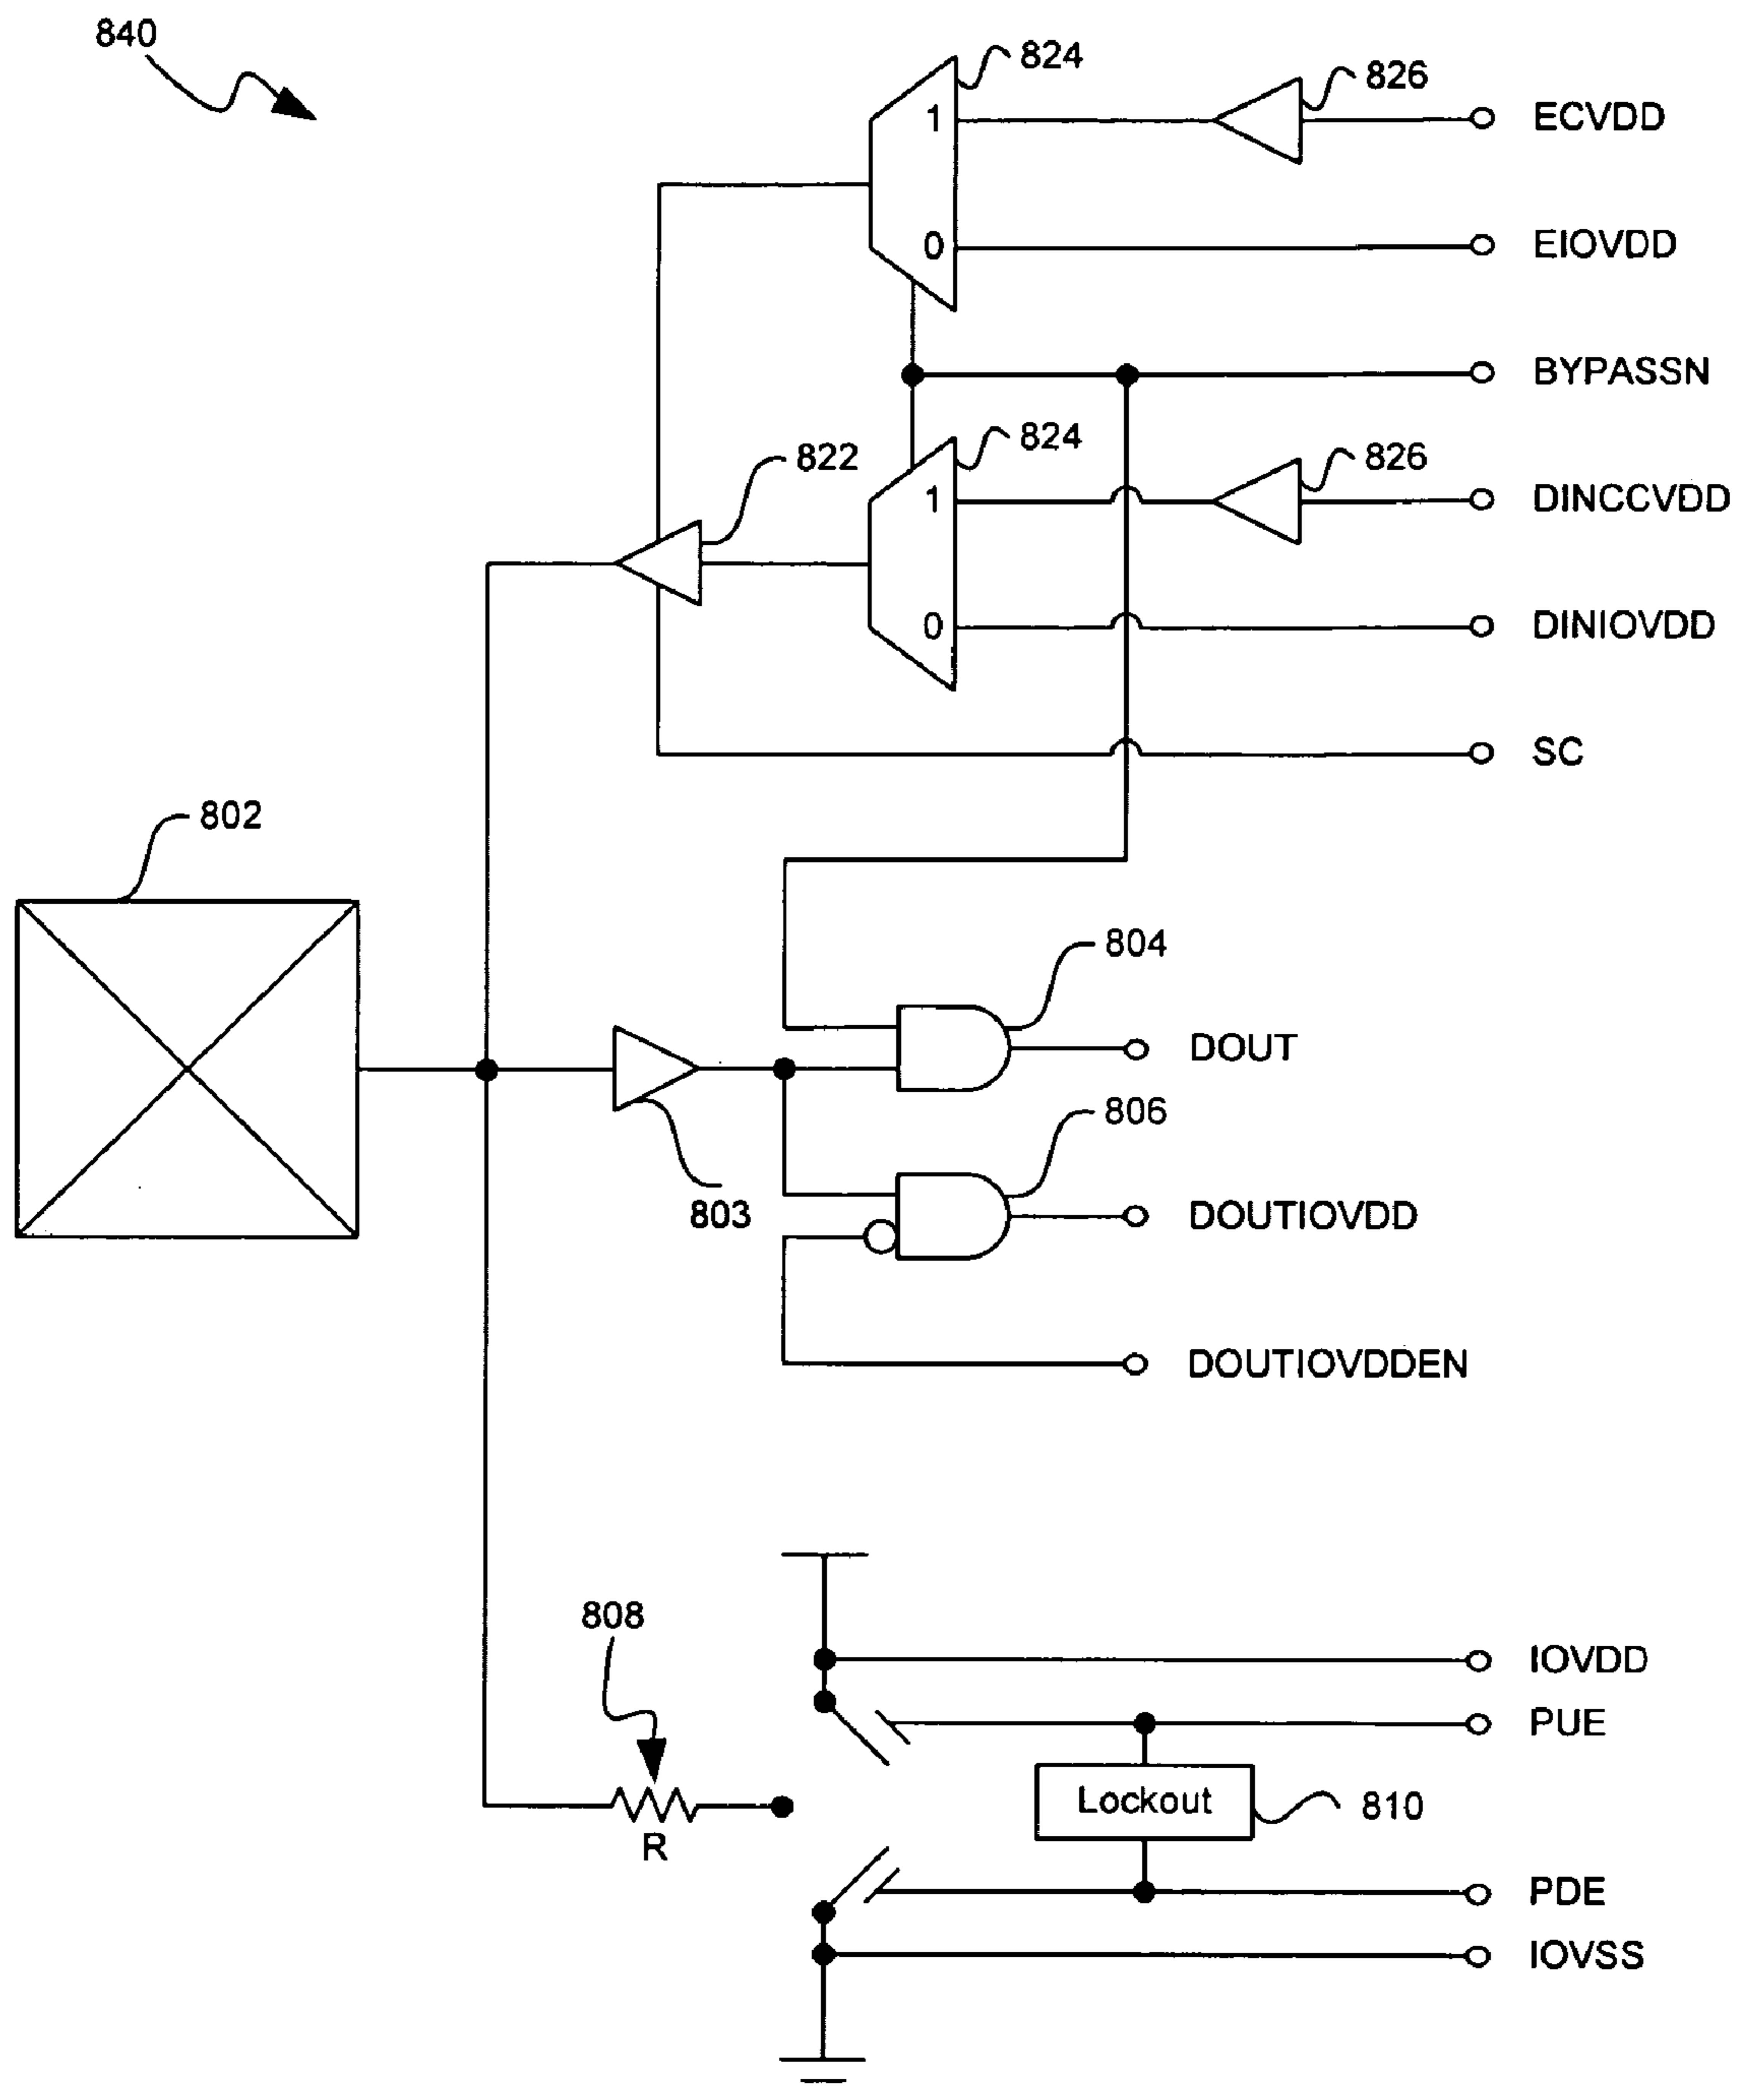 840
824
826
1
ECVDD
0
EIOVDD
BYPASSN
824
826
822
1
DINCCVDD
0
DINIOVDD
SC
802
804
DOUT
806
803
DOUTIOVDD
DOUTIOVDDEN
808
IOVDD
PUE
Lockout
810
R
PDE
IOVSS